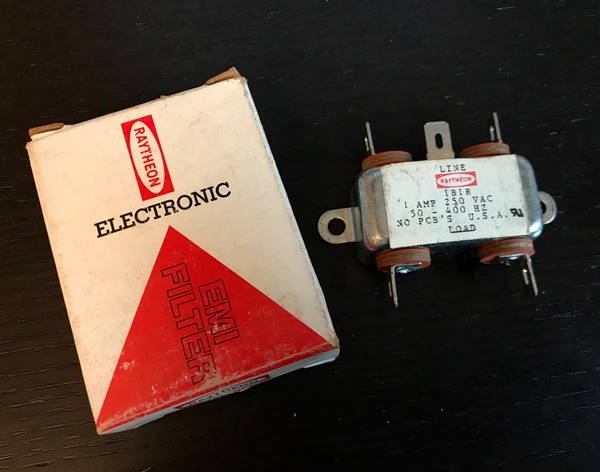 RAYTHEON
ELECTRONIC
EMI
FILTER
LINE
RAYTHEON
1B1R
1 AMP 250 VAC
50 - 400 HZ
NO PCB'S U.S.A.
LOAD